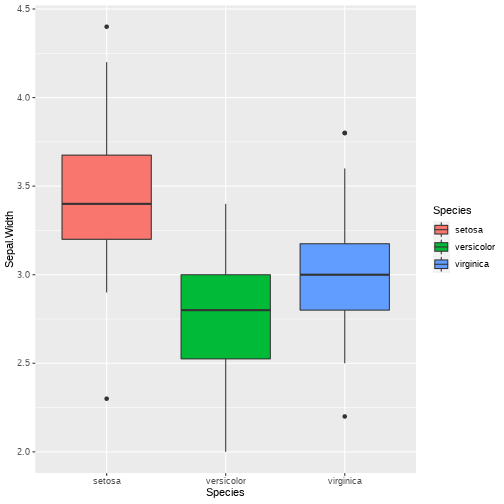 4.5
4.0
3.5
3.0
2.5
2.0
Sepal.Width
setosa
versicolor
virginica
Species
Species
setosa
versicolor
virginica